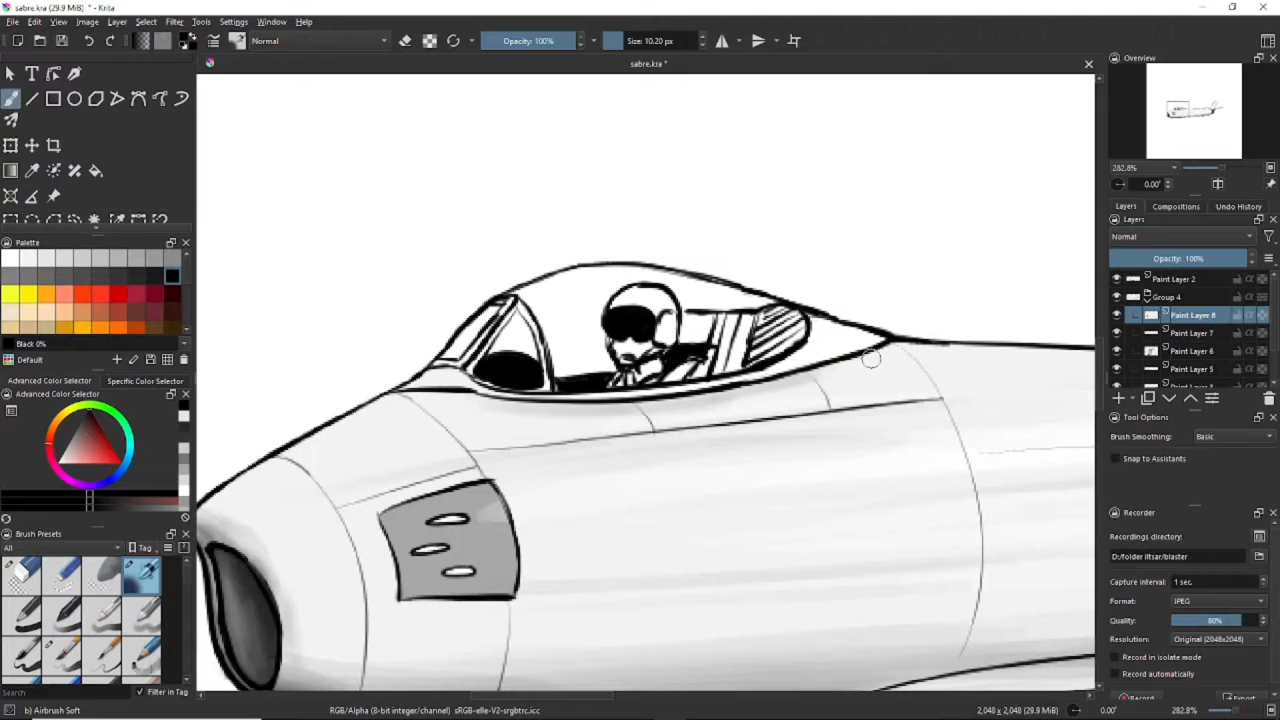 sabre.kra (29.9 MiB) * - Krita
File Edit View Image Layer Select Filter Tools Settings Window Help
Normal Opacity: 100% Size: 10.20 px
sabre.kra *
Overview
282.8%
0.00°
Layers Compositions Undo History
Layers
Normal
Opacity: 100%
Paint Layer 2
Group 4
Paint Layer 8
Paint Layer 7
Paint Layer 6
Paint Layer 5
Tool Options
Brush Smoothing: Basic
Snap to Assistants
Recorder
Recordings directory:
D:/folder iltsar/blaster
Capture interval: 1 sec.
Format: JPEG
Quality: 80%
Resolution: Original (2048x2048)
Record in isolate mode
Record automatically
Record Export
Palette
Black 0%
Default
Advanced Color Selector Specific Color Selector
Advanced Color Selector
Brush Presets
All Tag
Search Filter in Tag
b) Airbrush Soft RGB/Alpha (8-bit integer/channel) sRGB-elle-V2-srgbtrc.icc 2,048 x 2,048 (29.9 MiB) 0.00° 282.8%